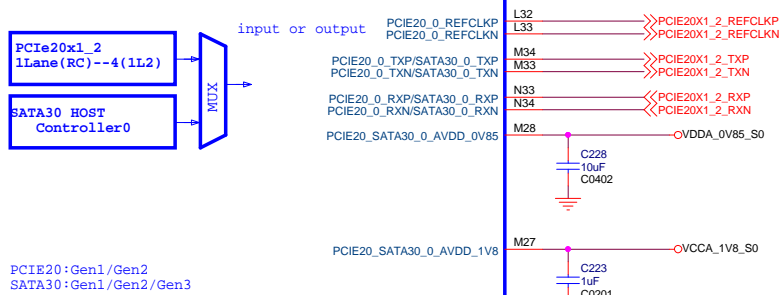 PCIe20x1_2
1Lane(RC)--4(1L2)
SATA30 HOST
Controller0
MUX
input or output
PCIE20_0_REFCLKP L32 PCIE20X1_2_REFCLKP
PCIE20_0_REFCLKN L33 PCIE20X1_2_REFCLKN
PCIE20_0_TXP/SATA30_0_TXP M34 PCIE20X1_2_TXP
PCIE20_0_TXN/SATA30_0_TXN M33 PCIE20X1_2_TXN
PCIE20_0_RXP/SATA30_0_RXP N33 PCIE20X1_2_RXP
PCIE20_0_RXN/SATA30_0_RXN N34 PCIE20X1_2_RXN
PCIE20_SATA30_0_AVDD_0V85 M28 VDDA_0V85_S0
C228
10uF
C0402
PCIE20_SATA30_0_AVDD_1V8 M27 VCCA_1V8_S0
C223
1uF
C0201
PCIE20:Gen1/Gen2
SATA30:Gen1/Gen2/Gen3